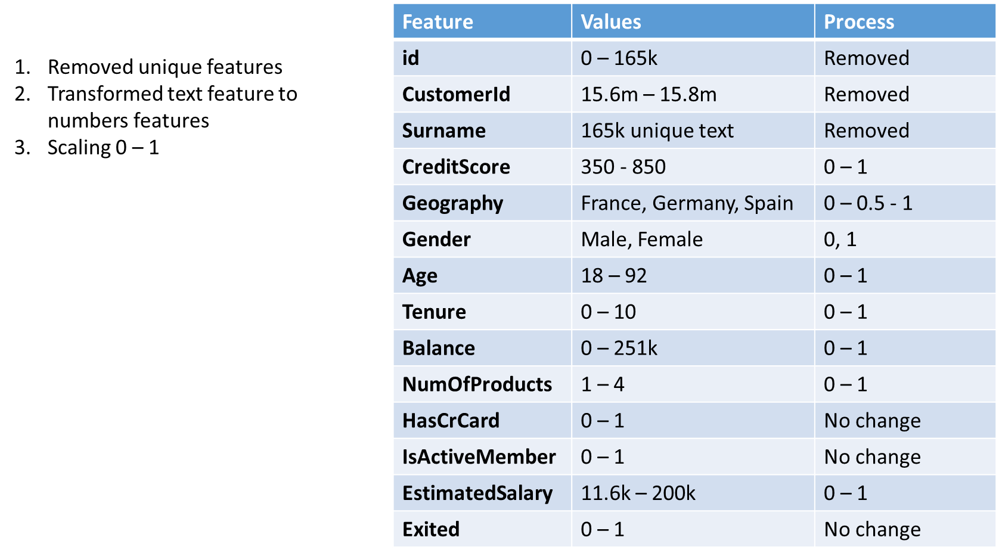 1. Removed unique features
2. Transformed text feature to
numbers features
3. Scaling 0 – 1
Feature Values Process
id 0 – 165k Removed
CustomerId 15.6m – 15.8m Removed
Surname 165k unique text Removed
CreditScore 350 - 850 0 – 1
Geography France, Germany, Spain 0 – 0.5 - 1
Gender Male, Female 0, 1
Age 18 – 92 0 – 1
Tenure 0 – 10 0 – 1
Balance 0 – 251k 0 – 1
NumOfProducts 1 – 4 0 – 1
HasCrCard 0 – 1 No change
IsActiveMember 0 – 1 No change
EstimatedSalary 11.6k – 200k 0 – 1
Exited 0 – 1 No change